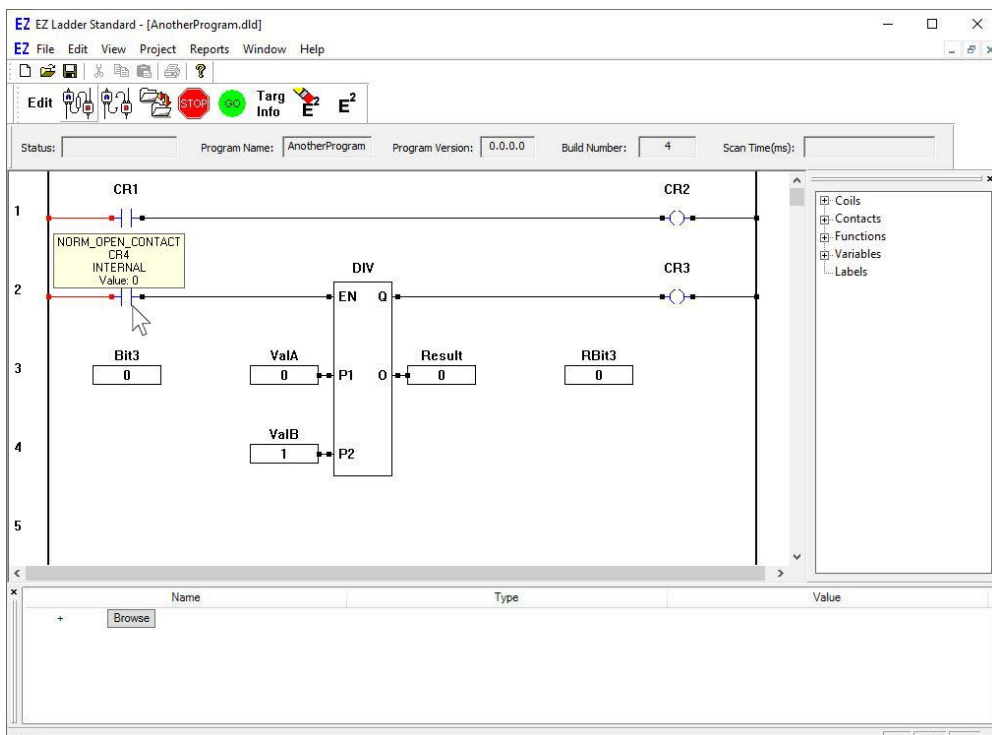 EZ EZ Ladder Standard - [AnotherProgram.dld]
EZ File Edit View Project Reports Window Help
Edit STOP GO Targ Info E² E²
Status: Program Name: AnotherProgram Program Version: 0.0.0.0 Build Number: 4 Scan Time(ms):
CR1 CR2
1
NORM_OPEN_CONTACT
CR4
INTERNAL
Value: 0
DIV CR3
2 EN Q
Bit3 ValA Result RBit3
3 0 0 P1 O 0 0
ValB
4 1 P2
5
Coils
Contacts
Functions
Variables
Labels
Name Type Value
+ Browse